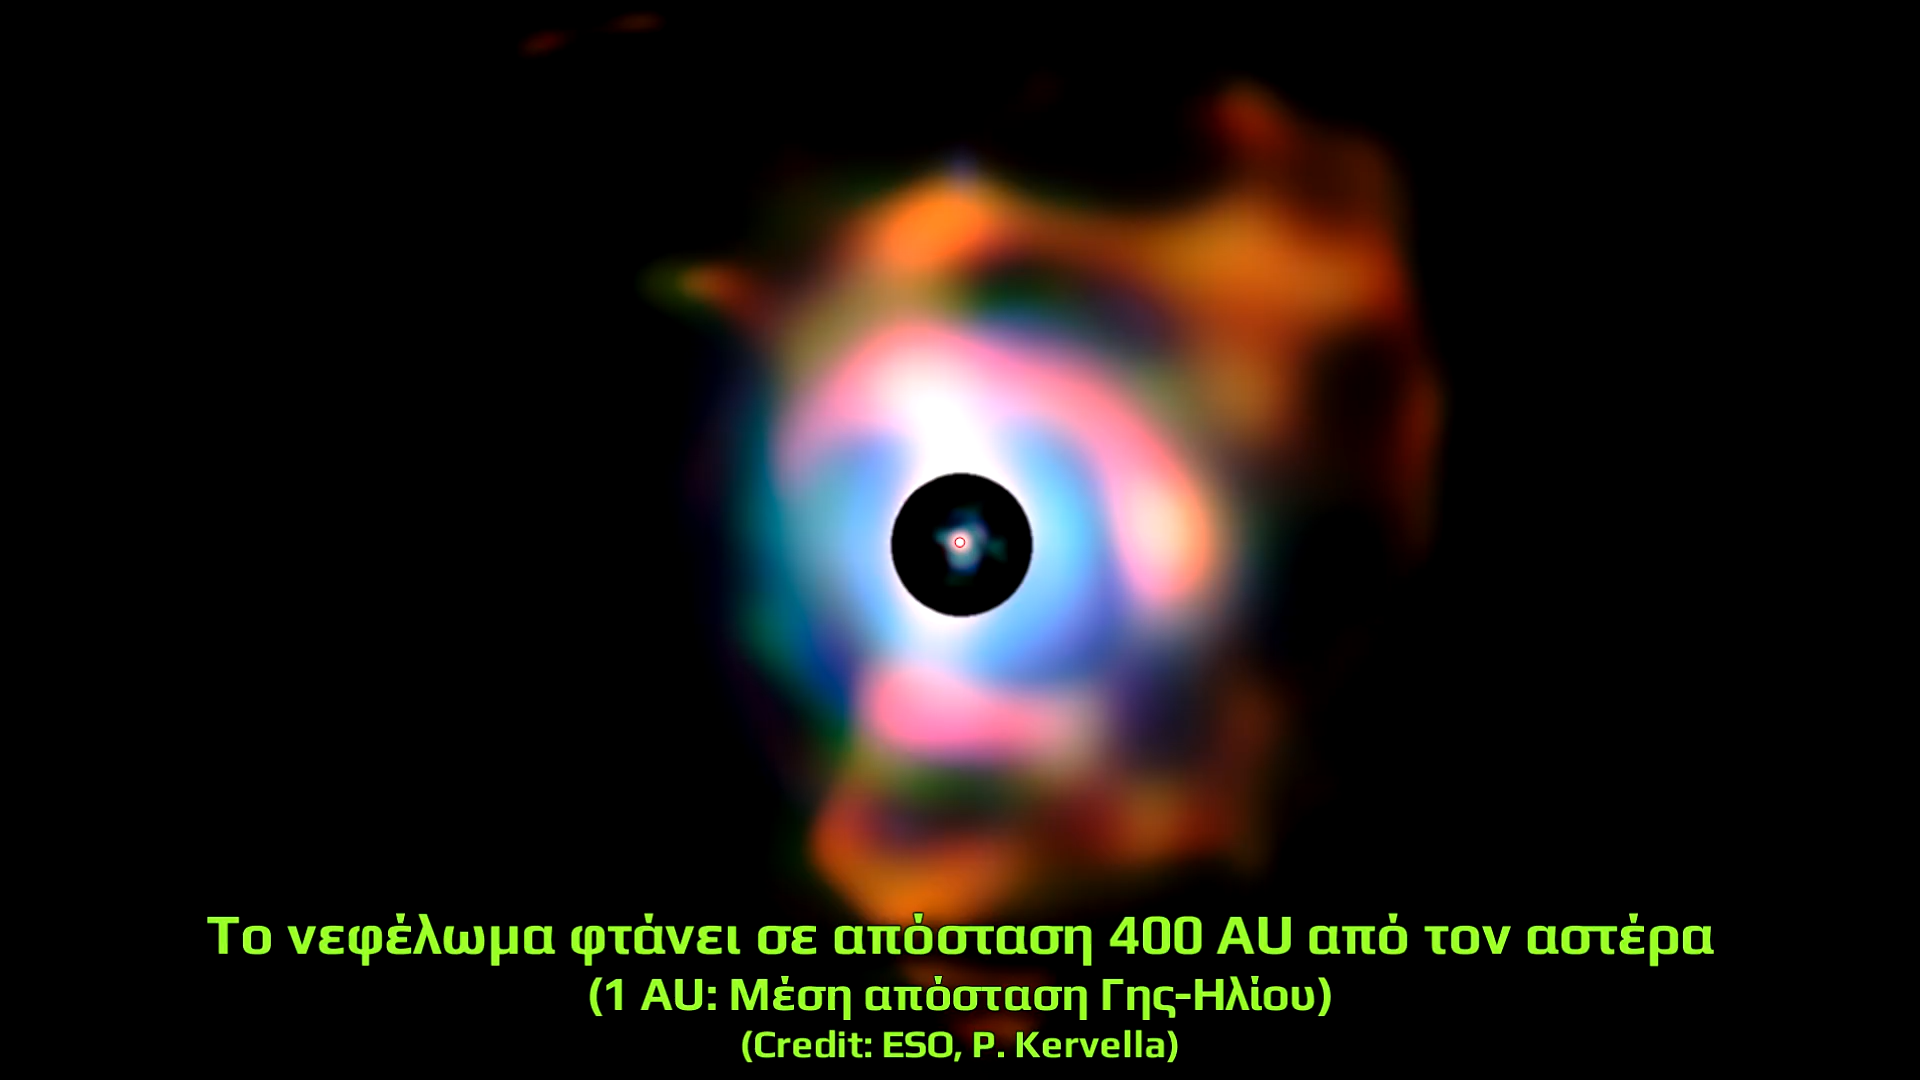 Το νεφέλωμα φτάνει σε απόσταση 400 AU από τον αστέρα
(1 AU: Μέση απόσταση Γης-Ηλίου)
(Credit: ESO, P. Kervella)